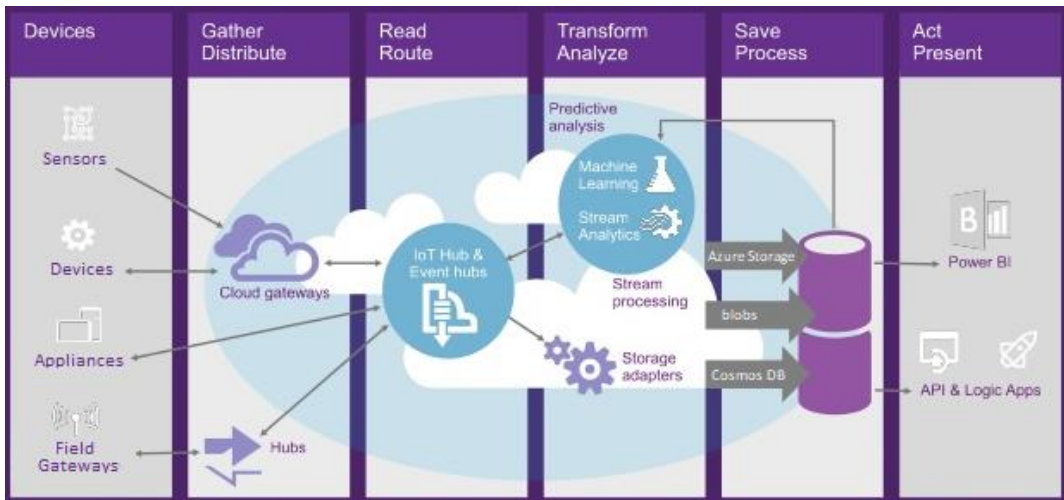 Devices
Gather
Distribute
Read
Route
Transform
Analyze
Save
Process
Act
Present
Sensors
Devices
Appliances
Field
Gateways
Cloud gateways
Hubs
IoT Hub &
Event hubs
Predictive
analysis
Machine
Learning
Stream
Analytics
Stream
processing
Storage
adapters
Azure Storage
blobs
Cosmos DB
B
Power BI
API & Logic Apps